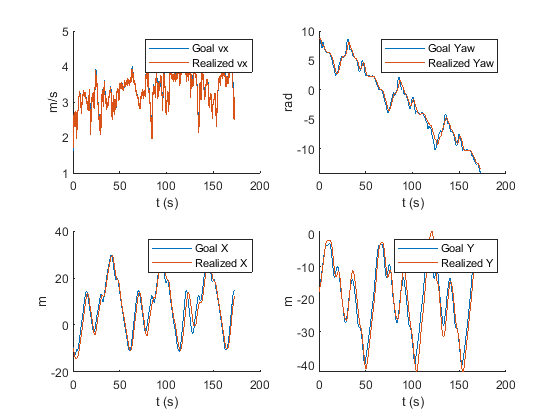 5
4
3
2
1
m/s
0
50
100
150
200
t (s)
Goal vx
Realized vx
10
5
0
-5
-10
rad
0
50
100
150
200
t (s)
Goal Yaw
Realized Yaw
40
20
0
-20
m
0
50
100
150
200
t (s)
Goal X
Realized X
0
-10
-20
-30
-40
m
0
50
100
150
200
t (s)
Goal Y
Realized Y